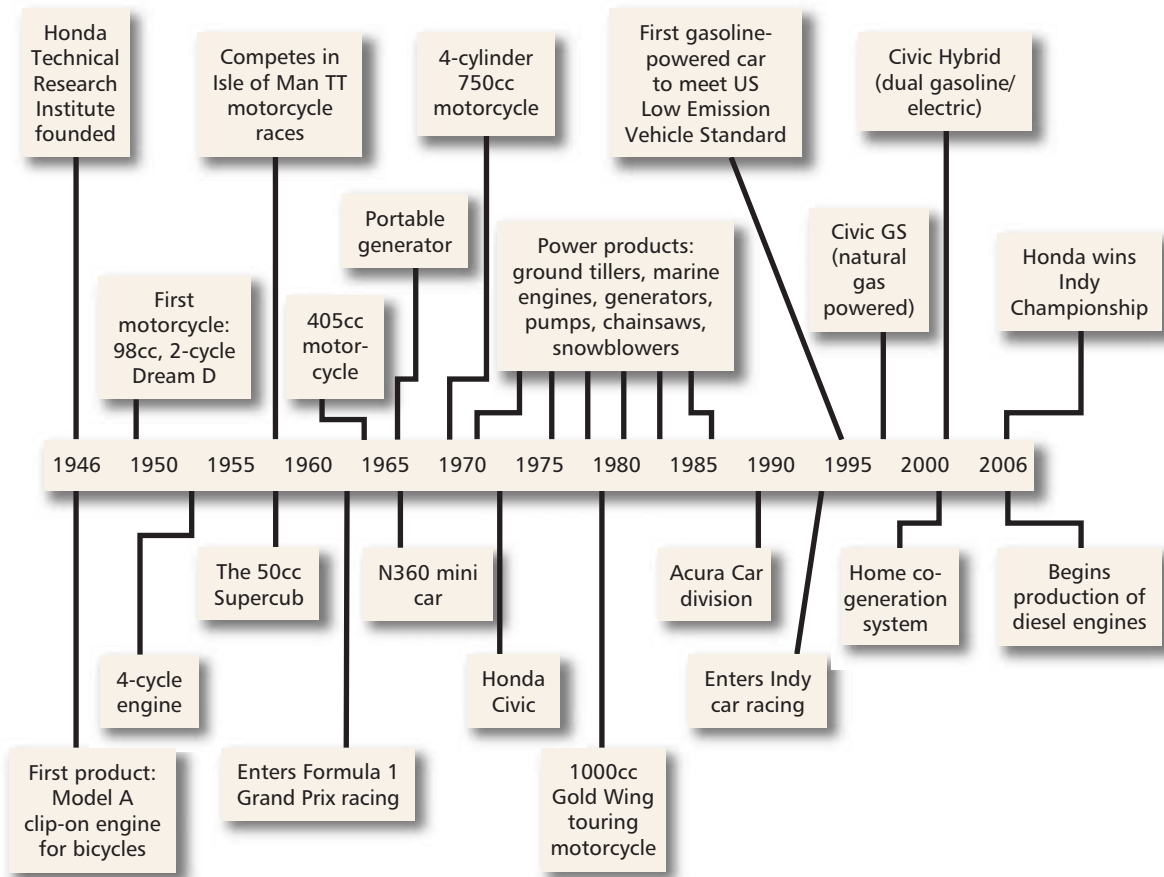 Honda
Technical
Research
Institute
founded
Competes in
Isle of Man TT
motorcycle
races
4-cylinder
750cc
motorcycle
First gasoline-
powered car
to meet US
Low Emission
Vehicle Standard
Civic Hybrid
(dual gasoline/
electric)
First
motorcycle:
98cc, 2-cycle
Dream D
405cc
motor-
cycle
Portable
generator
Power products:
ground tillers, marine
engines, generators,
pumps, chainsaws,
snowblowers
Civic GS
(natural
gas
powered)
Honda wins
Indy
Championship
1946 1950 1955 1960 1965 1970 1975 1980 1985 1990 1995 2000 2006
The 50cc
Supercub
N360 mini
car
Acura Car
division
Home co-
generation
system
Begins
production of
diesel engines
4-cycle
engine
Honda
Civic
Enters Indy
car racing
First product:
Model A
clip-on engine
for bicycles
Enters Formula 1
Grand Prix racing
1000cc
Gold Wing
touring
motorcycle